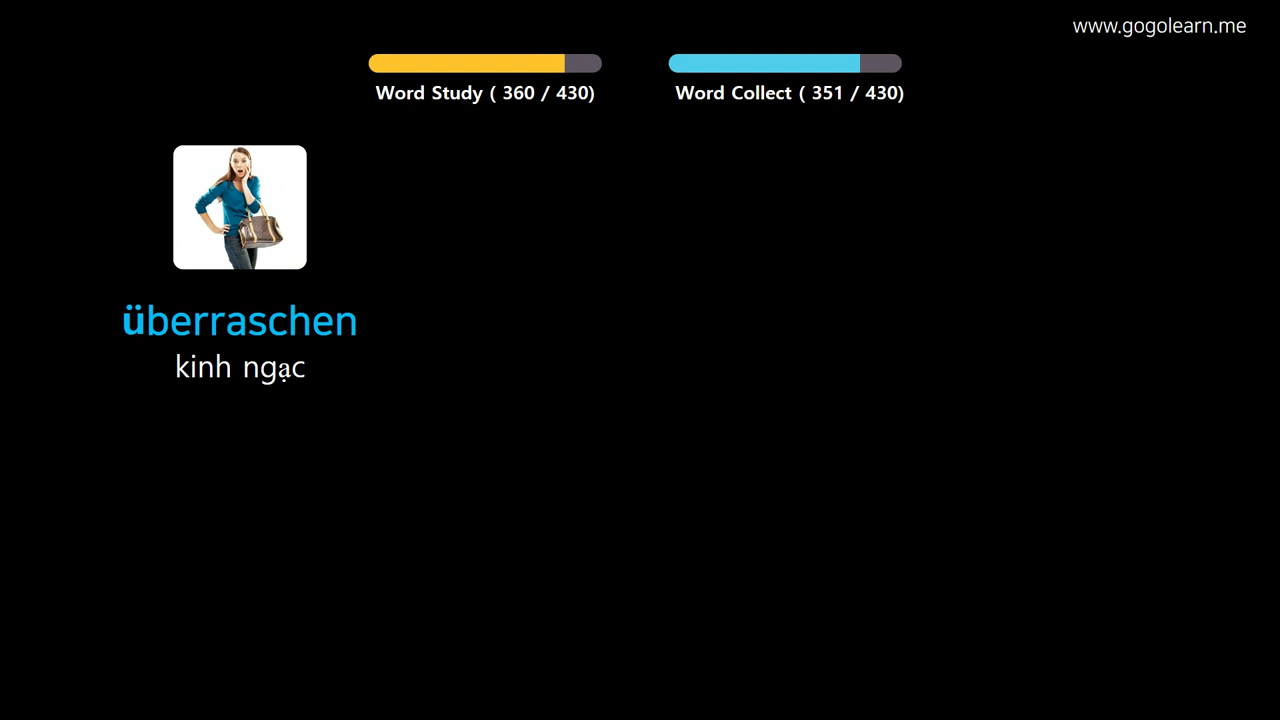 www.gogolearn.me
Word Study ( 360 / 430)
Word Collect ( 351 / 430)
überraschen
kinh ngạc